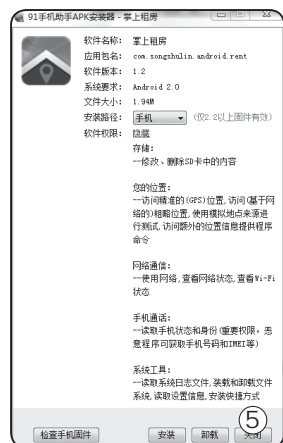 91手机助手APK安装器 - 掌上租房
软件名称: 掌上租房
应用包名: com.songshulin.android.rent
软件版本: 1.2
系统要求: Android 2.0
文件大小: 1.94M
安装路径: 手机 (仅2.2以上固件有效)
软件权限: 隐藏
存储:
--修改、删除SD卡中的内容
您的位置:
--访问精准的(GPS)位置,访问(基于网
络的)粗略位置,使用模拟地点来源进
行测试,访问额外的位置信息提供程序
命令
网络通信:
--使用网络,查看网络状态,查看Wi-Fi
状态
手机通话:
--读取手机状态和身份(重要权限，恶
意程序可获取手机号码和IMEI等)
系统工具:
--读取系统日志文件,装载和卸载文件
系统,读取设置信息,安装快捷方式
⑤
检查手机固件 安装 卸载 关闭